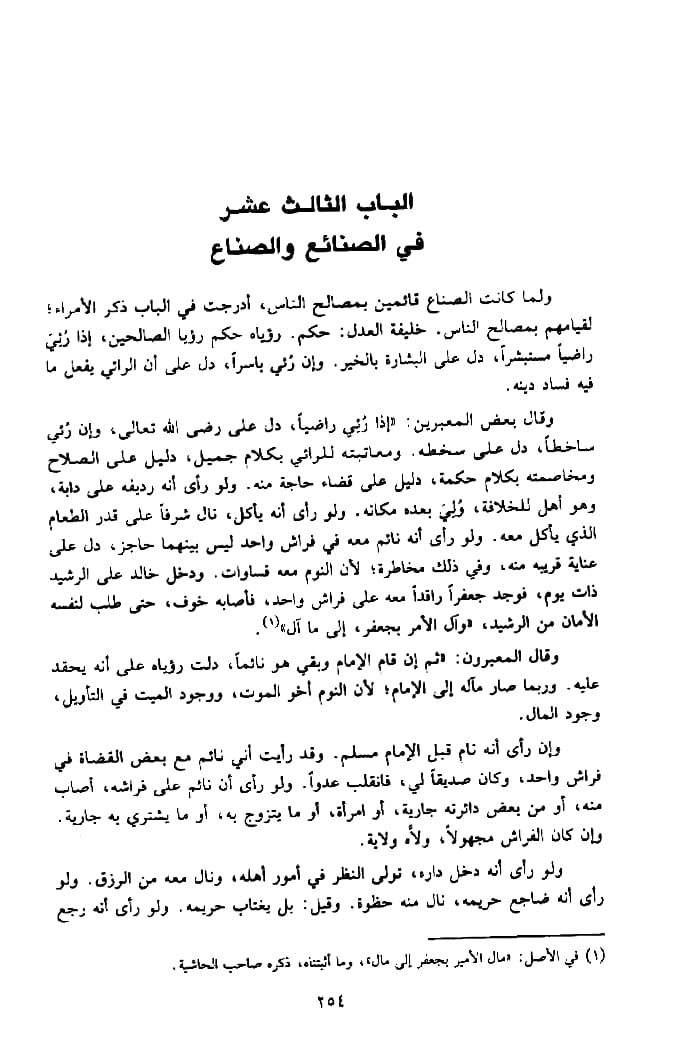 الباب الثالث عشر
في الصنائع والصناع
ولما كانت الصناع قائمين بمصالح الناس، أدرجت في الباب ذكر الأمراء؛
لقيامهم بمصالح الناس. خليفة العدل: حكم. رؤياه حكم رؤيا الصالحين، إذا رُئِيَ
راضياً مستبشراً، دل على البشارة بالخير. وإن رُئي باسراً، دل على أن الرائي يفعل ما
فيه فساد دينه.
وقال بعض المعبرين: «إذا رُئِي راضياً، دل على رضى الله تعالى، وإن رُئي
ساخطاً، دل على سخطه. ومعاتبته للرائي بكلام جميل، دليل على الصلاح
ومخاصمته بكلام حكمة، دليل على قضاء حاجة منه. ولو رأى أنه رديفه على دابة،
وهو أهل للخلافة، وُلِيَ بعده مكانه. ولو رأى أنه يأكل، نال شرفاً على قدر الطعام
الذي يأكل معه. ولو رأى أنه نائم معه في فراش واحد ليس بينهما حاجز، دل على
عناية قريبه منه، وفي ذلك مخاطرة؛ لأن النوم معه قساوات. ودخل خالد على الرشيد
ذات يوم، فوجد جعفراً راقداً معه على فراش واحد، فأصابه خوف، حتى طلب لنفسه
الأمان من الرشيد، «وآل الأمر بجعفر، إلى ما آل»(١).
وقال المعبرون: «ثم إن قام الإمام وبقي هو نائماً، دلت رؤياه على أنه يحقد
عليه. وربما صار مآله إلى الإمام؛ لأن النوم أخو الموت، ووجود الميت في التأويل،
وجود المال.
وإن رأى أنه نام قبل الإمام مسلم. وقد رأيت أني نائم مع بعض القضاة في
فراش واحد، وكان صديقاً لي، فانقلب عدواً. ولو رأى أن نائم على فراشه، أصاب
منه، أو من بعض دائرته جارية، أو امرأة، أو ما يتزوج به، أو ما يشتري به جارية.
وإن كان الفراش مجهولاً، ولاَّه ولاية.
ولو رأى أنه دخل داره، تولى النظر في أمور أهله، ونال معه من الرزق. ولو
رأى أنه ضاجع حريمه، نال منه حظوة. وقيل: بل يغتاب حريمه. ولو رأى أنه رجع
(١) في الأصل: «مال الأمير بجعفر إلى مال»، وما أثبتناه، ذكره صاحب الحاشية.
٢٥٤